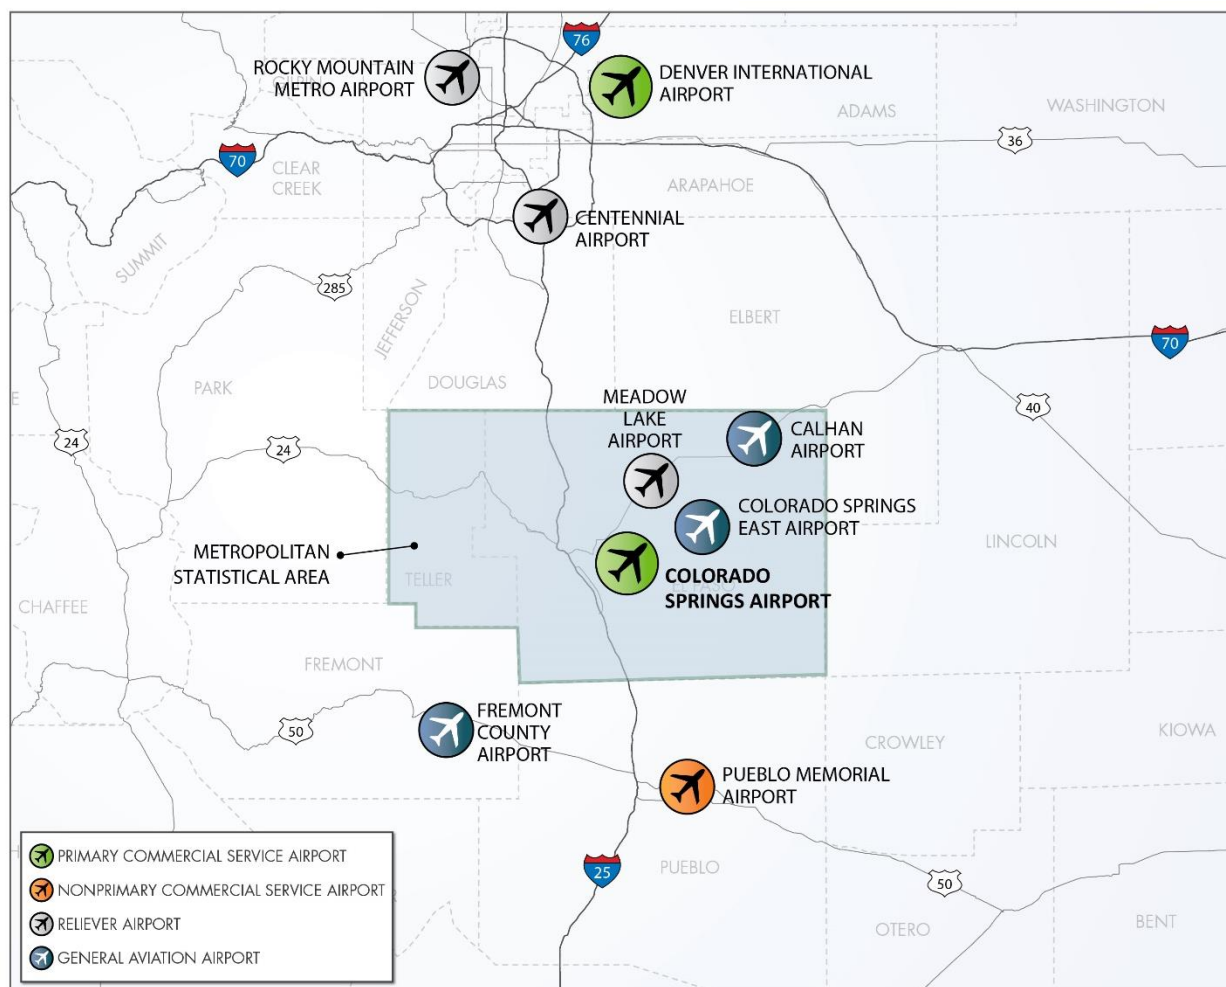 76
ROCKY MOUNTAIN
METRO AIRPORT
GILPIN
DENVER INTERNATIONAL
AIRPORT
ADAMS
WASHINGTON
36
70
CLEAR
CREEK
ARAPAHOE
CENTENNIAL
AIRPORT
SUMMIT
285
JEFFERSON
ELBERT
70
PARK
DOUGLAS
MEADOW
LAKE
AIRPORT
40
24
24
CALHAN
AIRPORT
COLORADO SPRINGS
EAST AIRPORT
LINCOLN
METROPOLITAN
STATISTICAL AREA
TELLER
EL PASO
COLORADO
SPRINGS AIRPORT
CHAFFEE
FREMONT
50
FREMONT
COUNTY
AIRPORT
CROWLEY
KIOWA
PUEBLO MEMORIAL
AIRPORT
PRIMARY COMMERCIAL SERVICE AIRPORT
NONPRIMARY COMMERCIAL SERVICE AIRPORT
RELIEVER AIRPORT
GENERAL AVIATION AIRPORT
25
PUEBLO
50
OTERO
BENT